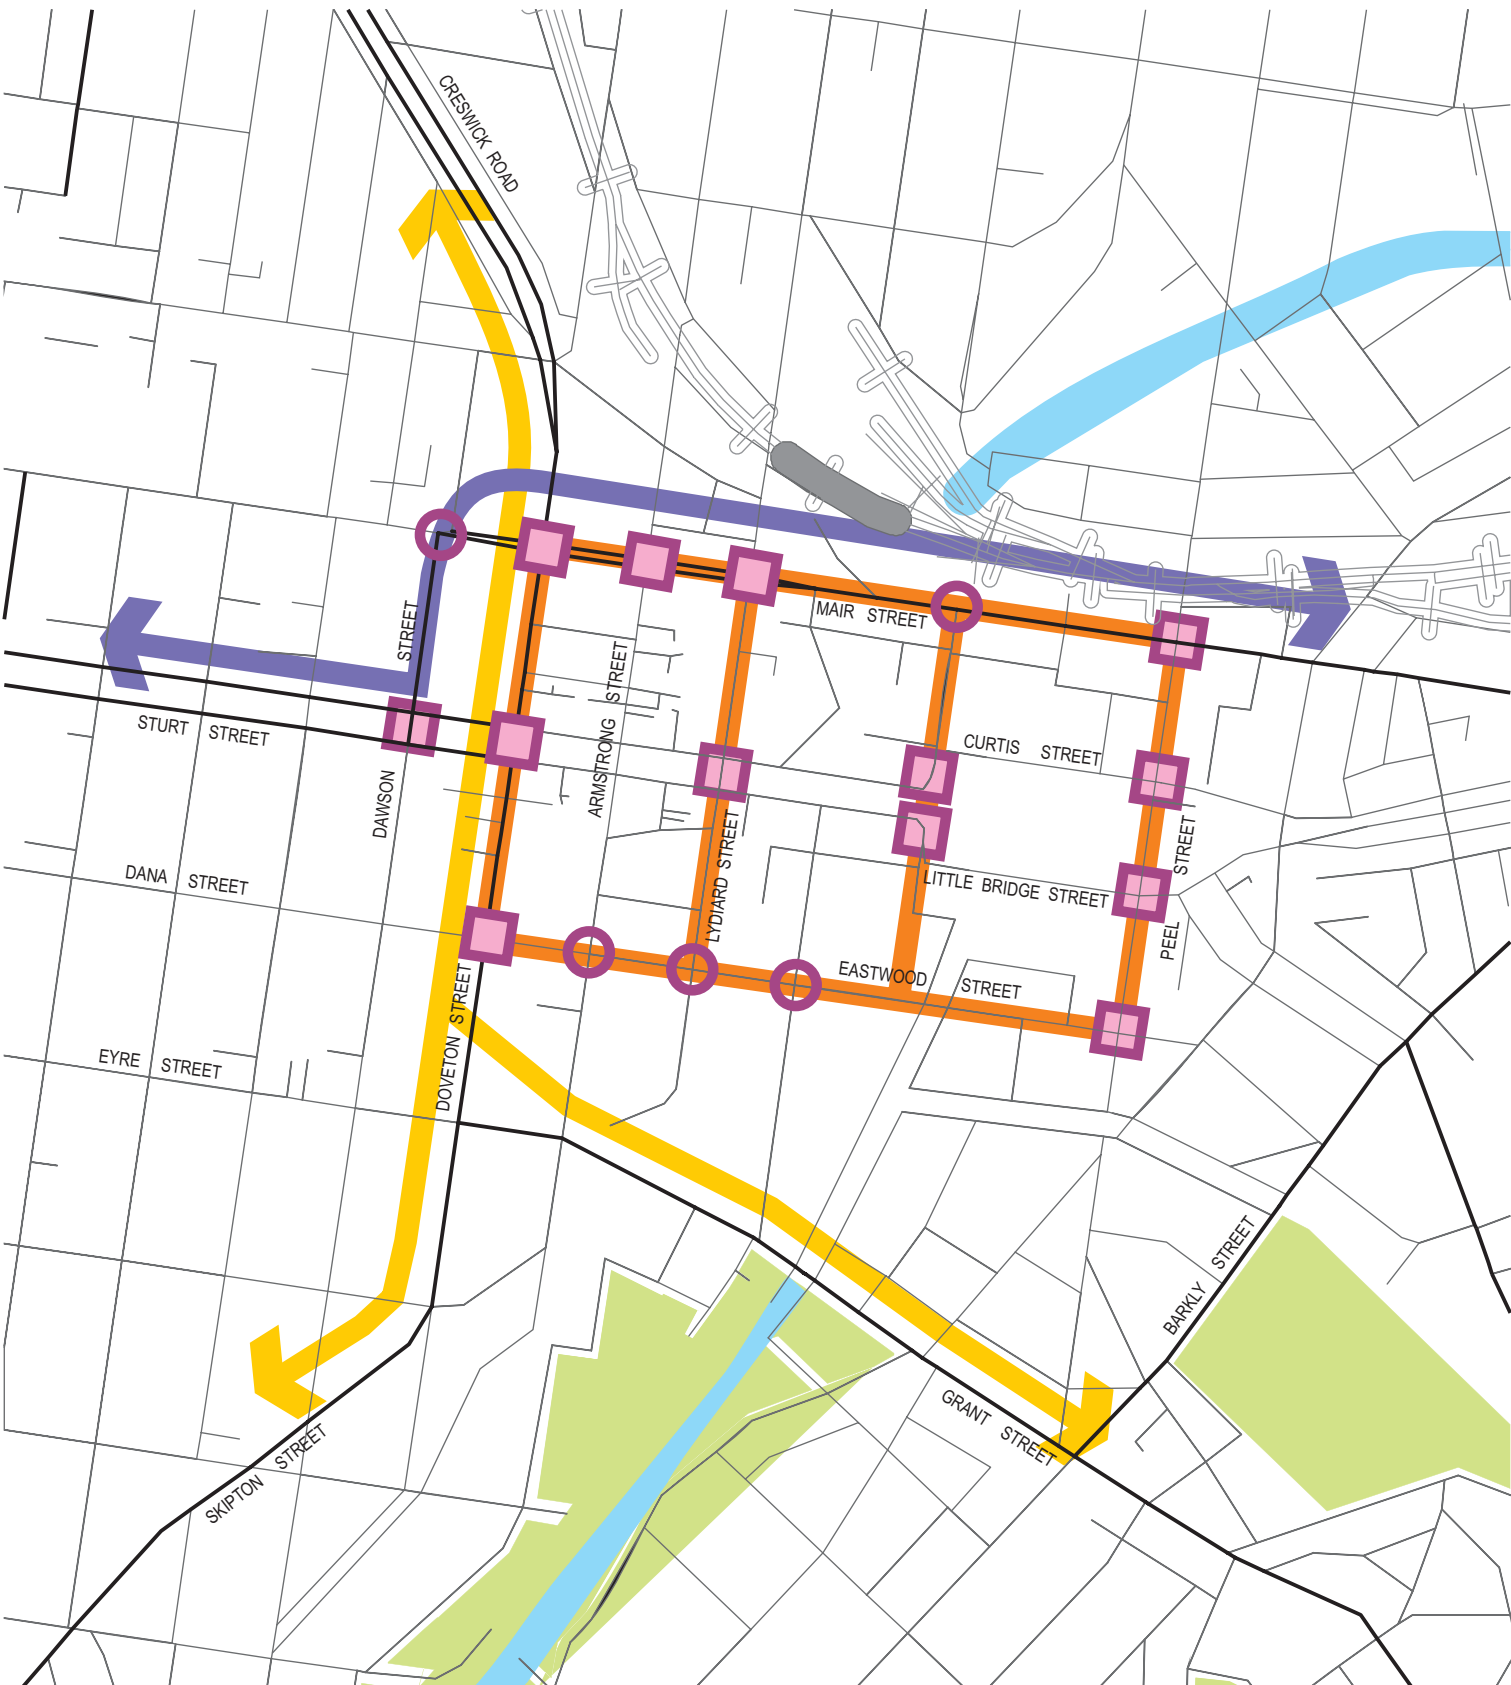 CRESWICK ROAD
STREET
MAIR STREET
STREET
STURT STREET
CURTIS STREET
ARMSTRONG
DAWSON
STREET
LYDIARD STREET
DANA STREET
LITTLE BRIDGE STREET
PEEL
EASTWOOD STREET
STREET
DOVETON
EYRE STREET
BARKLY STREET
GRANT STREET
SKIPTON STREET